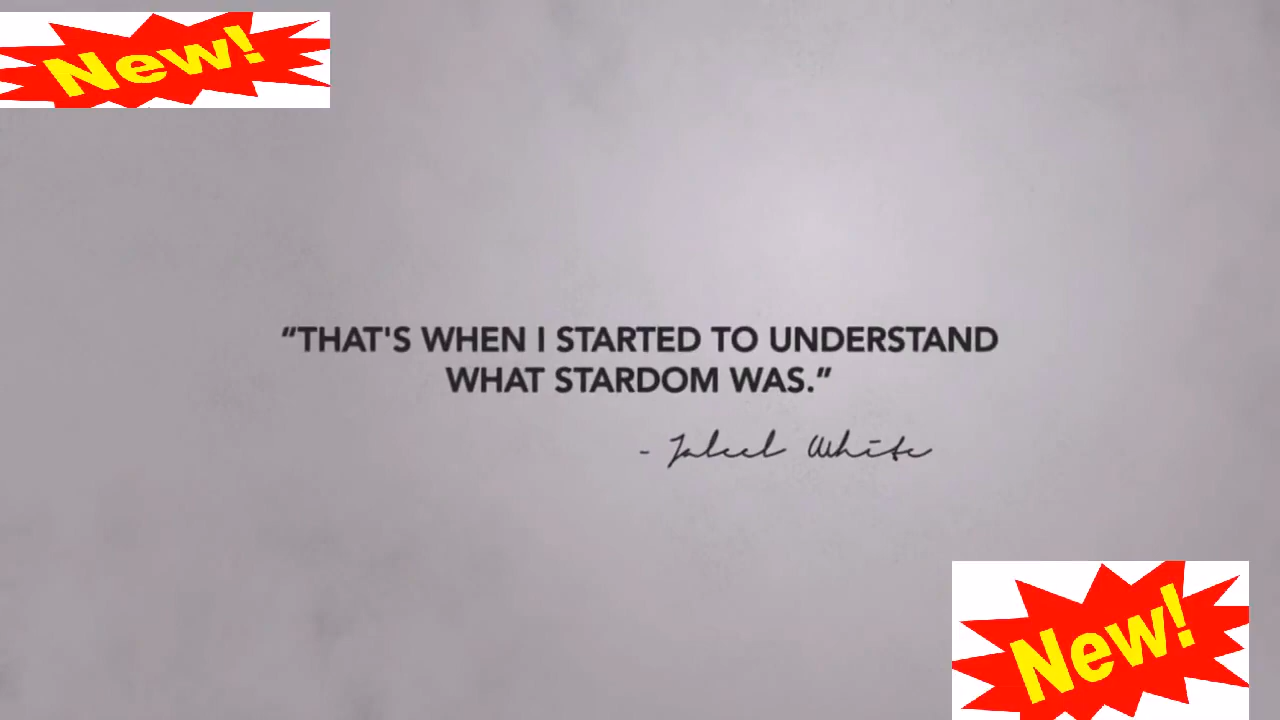 New!
“THAT'S WHEN I STARTED TO UNDERSTAND
WHAT STARDOM WAS.”
- Jaleel White
New!